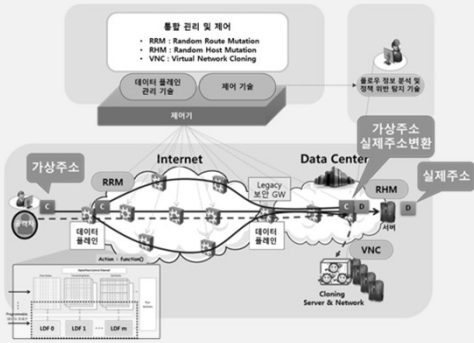 통합 관리 및 제어
• RRM : Random Route Mutation
• RHM : Random Host Mutation
• VNC : Virtual Network Cloning
데이터 플레인
관리 기술
제어 기술
플로우 정보 분석 및
정책 위반 탐지 기술
제어기
가상주소
실제주소변환
가상주소
Internet
Data Center
실제주소
RRM
Legacy
보안 GW
RHM
C
C
C
D
D
공격자
데이터
플레인
데이터
플레인
서버
VNC
Action : function()
Cloning
Server & Network
LDF 0
LDF 1
...
LDF m